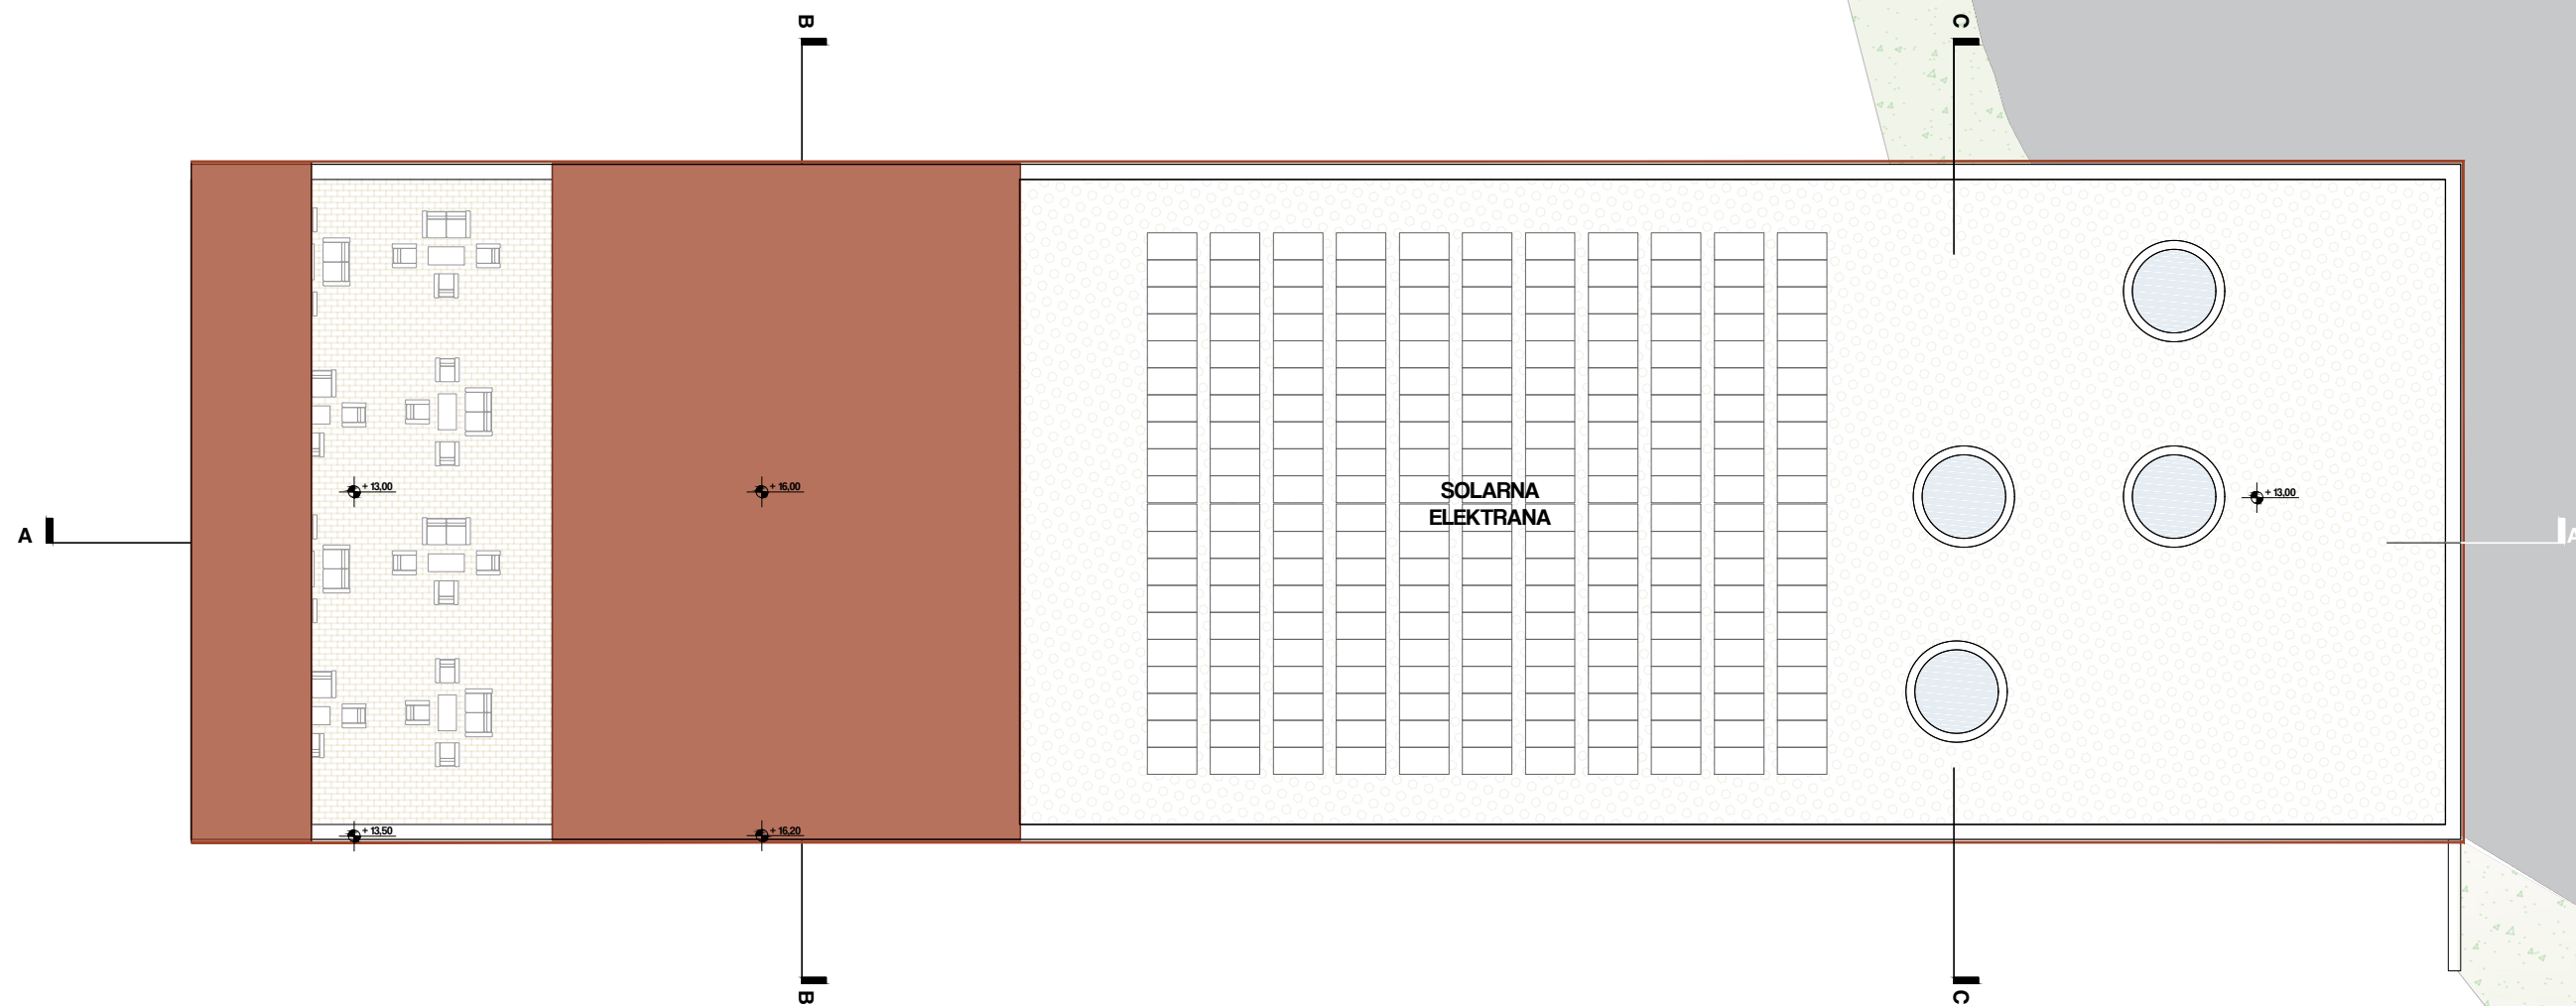 B
C
+ 13,00
+ 16,00
SOLARNA
ELEKTRANA
+ 13,00
A
A
+ 13,50
+ 16,20
B
C